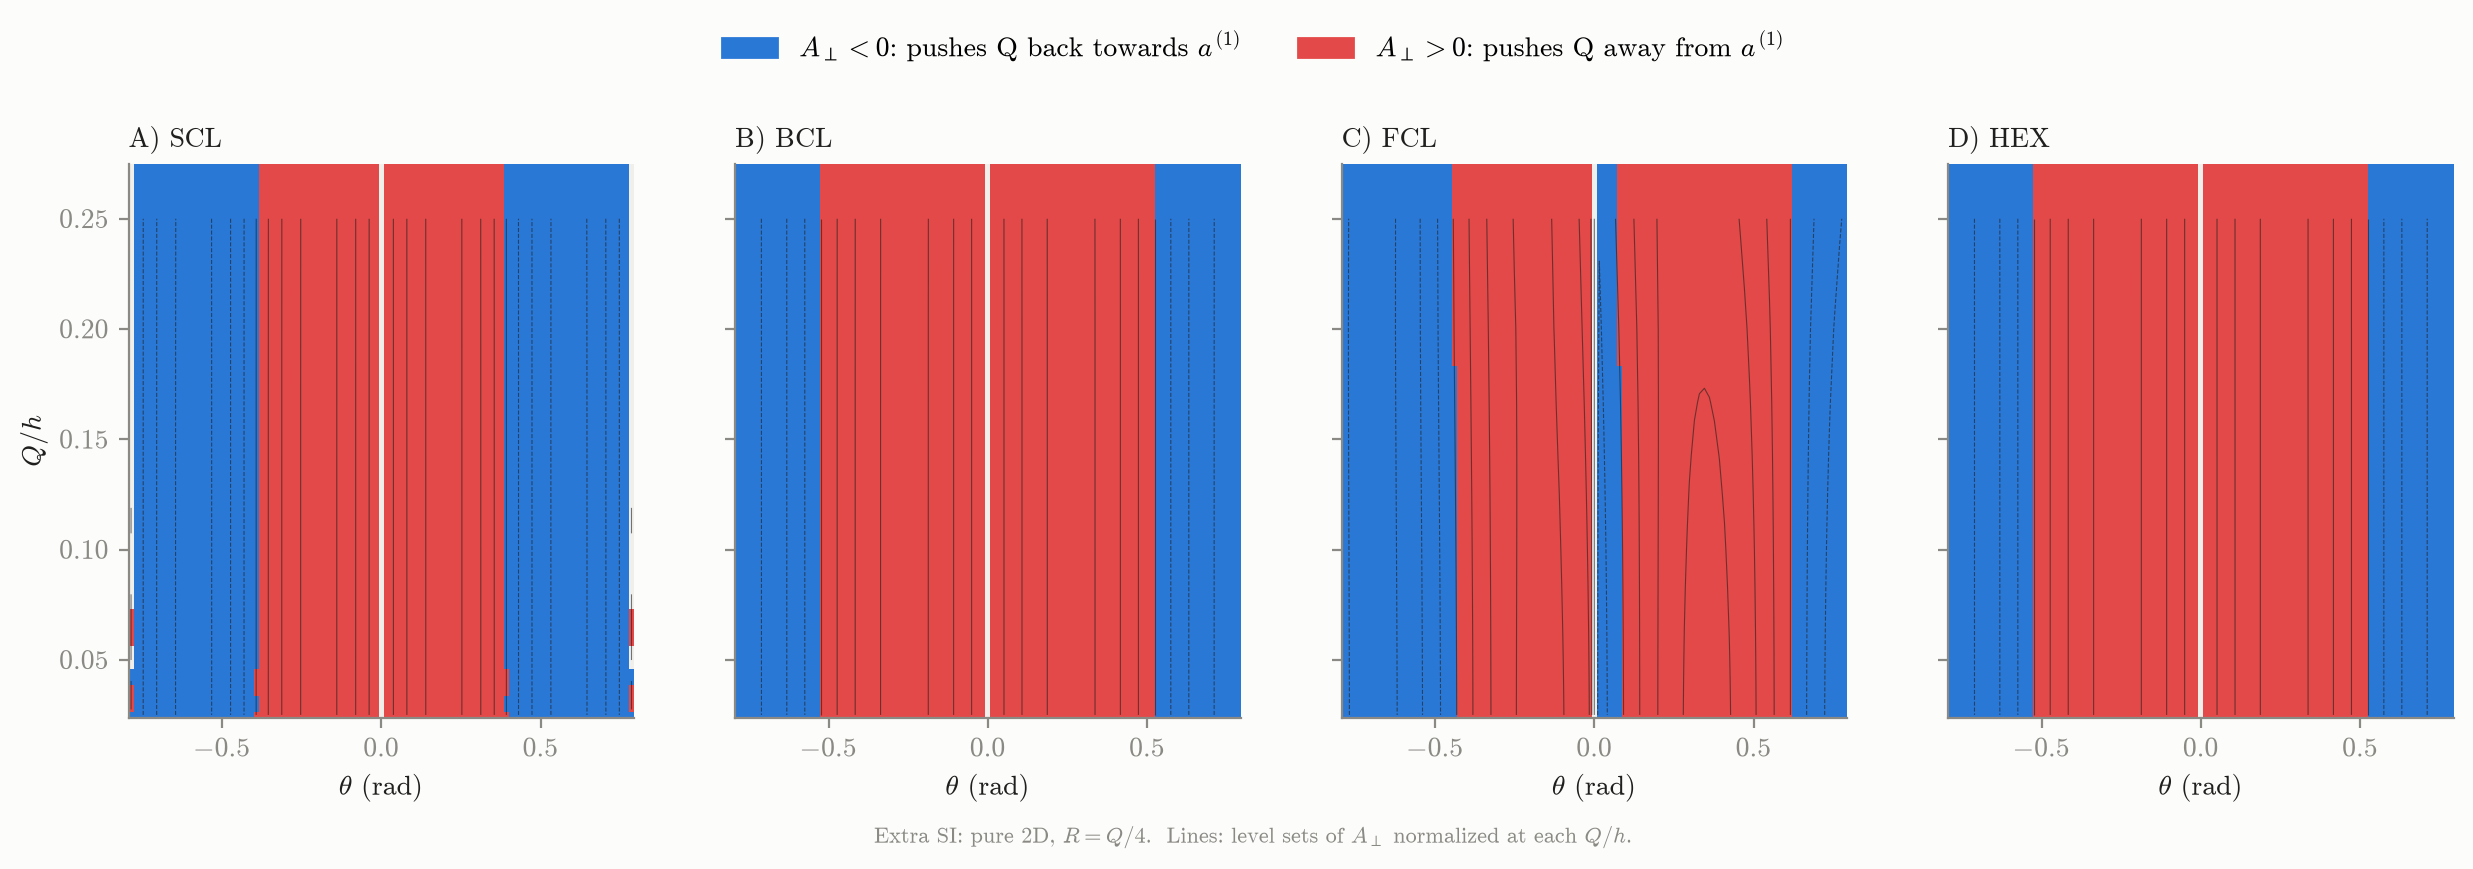 A⊥ < 0: pushes Q back towards a⁽¹⁾
A⊥ > 0: pushes Q away from a⁽¹⁾
A) SCL
B) BCL
C) FCL
D) HEX
Q/h
0.25
0.20
0.15
0.10
0.05
−0.5 0.0 0.5
−0.5 0.0 0.5
−0.5 0.0 0.5
−0.5 0.0 0.5
θ (rad)
θ (rad)
θ (rad)
θ (rad)
Extra SI: pure 2D, R = Q/4. Lines: level sets of A⊥ normalized at each Q/h.